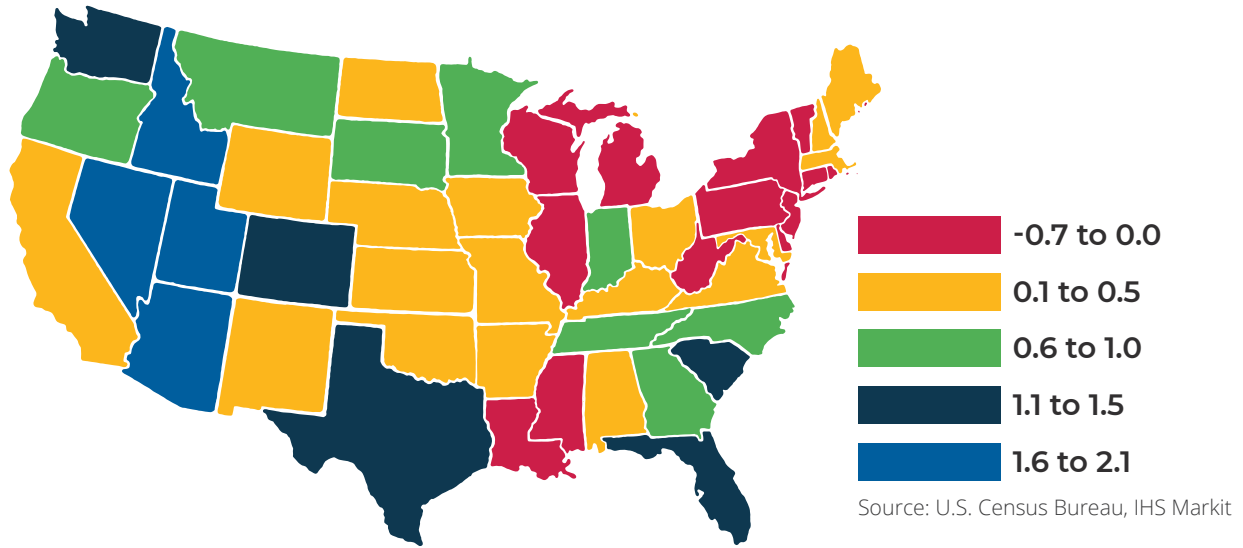 -0.7 to 0.0
0.1 to 0.5
0.6 to 1.0
1.1 to 1.5
1.6 to 2.1
Source: U.S. Census Bureau, IHS Markit